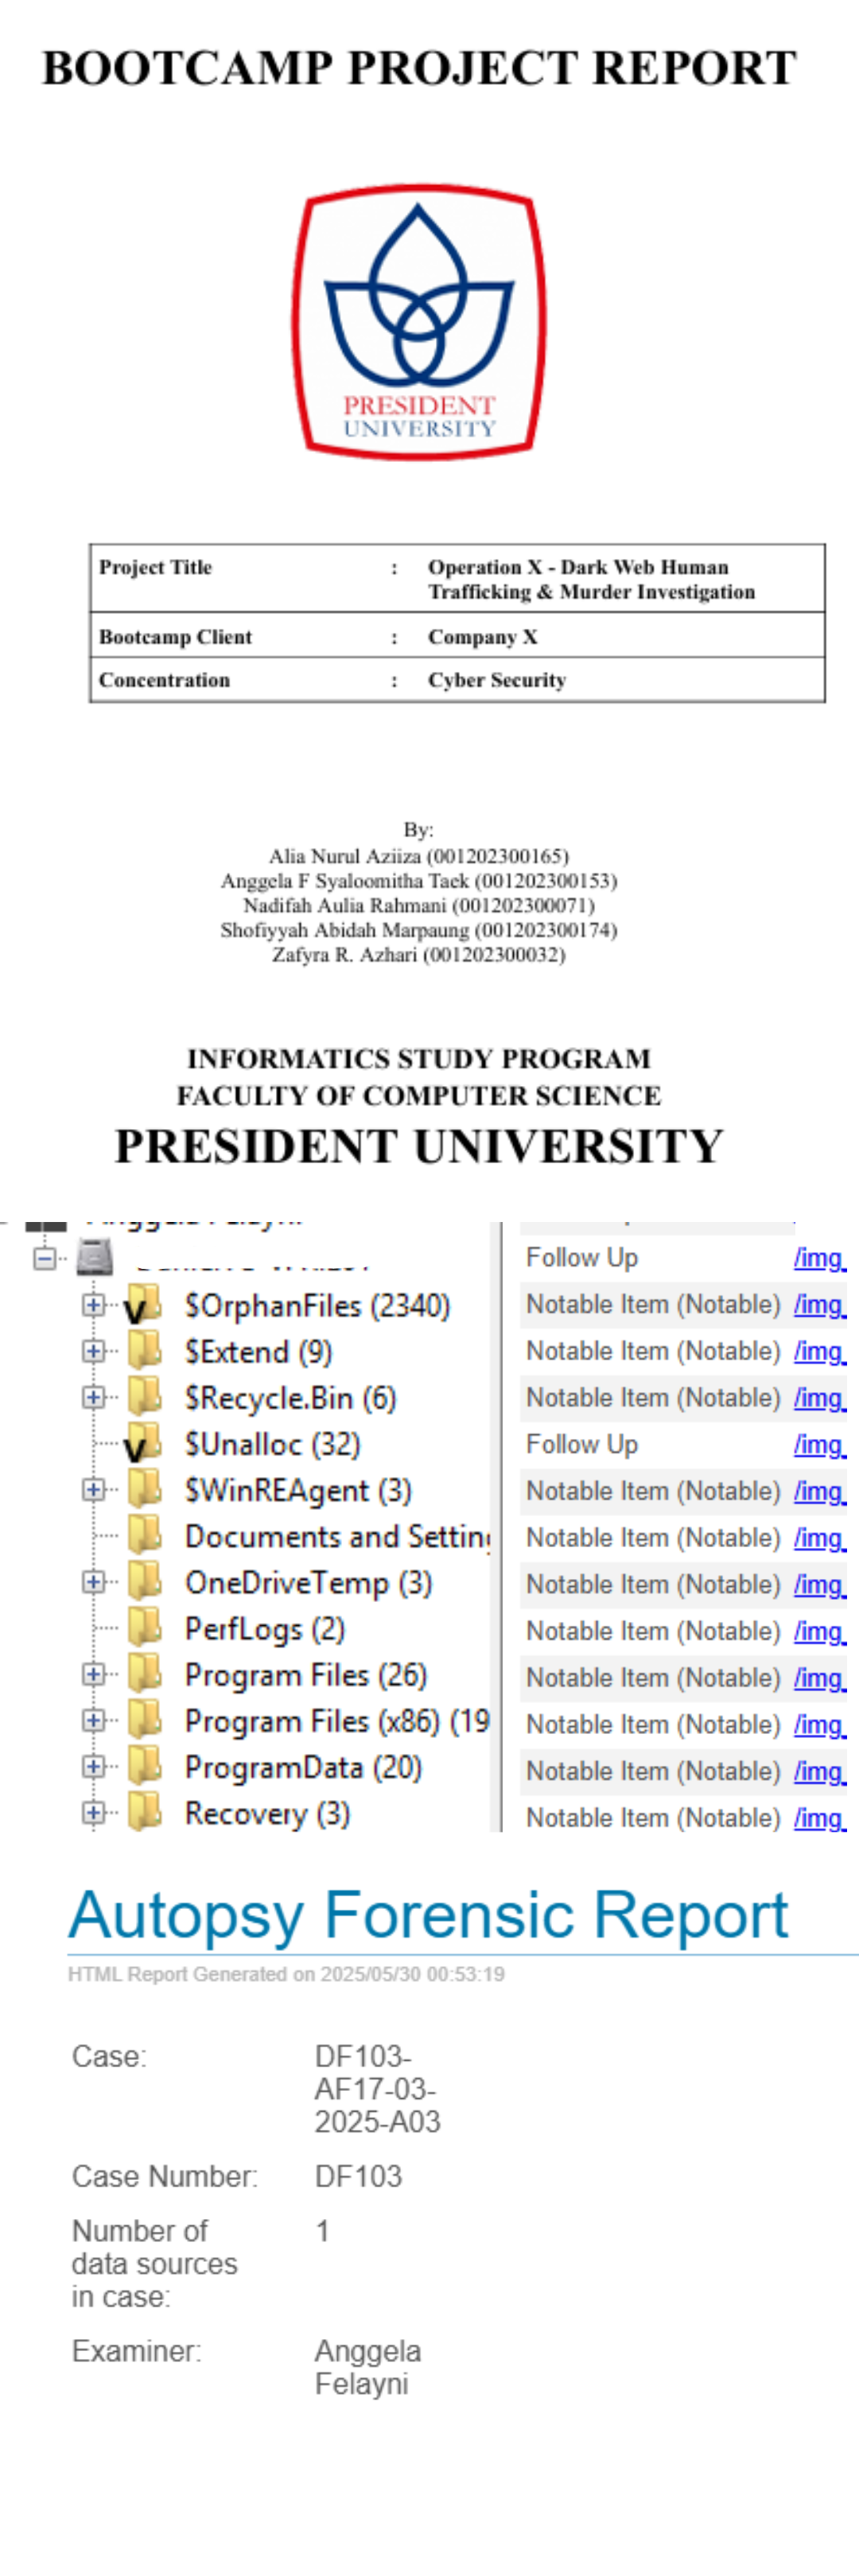 BOOTCAMP PROJECT REPORT
PRESIDENT
UNIVERSITY
Project Title : Operation X - Dark Web Human
Trafficking & Murder Investigation
Bootcamp Client : Company X
Concentration : Cyber Security
By:
Alia Nurul Aziiza (001202300165)
Anggela F Syaloomitha Taek (001202300153)
Nadifah Aulia Rahmani (001202300071)
Shofiyyah Abidah Marpaung (001202300174)
Zafyra R. Azhari (001202300032)
INFORMATICS STUDY PROGRAM
FACULTY OF COMPUTER SCIENCE
PRESIDENT UNIVERSITY
$OrphanFiles (2340)
$Extend (9)
$Recycle.Bin (6)
$Unalloc (32)
$WinREAgent (3)
Documents and Setting
OneDriveTemp (3)
PerfLogs (2)
Program Files (26)
Program Files (x86) (19
ProgramData (20)
Recovery (3)
Follow Up /img_
Notable Item (Notable) /img_
Notable Item (Notable) /img_
Notable Item (Notable) /img_
Follow Up /img_
Notable Item (Notable) /img_
Notable Item (Notable) /img_
Notable Item (Notable) /img_
Notable Item (Notable) /img_
Notable Item (Notable) /img_
Notable Item (Notable) /img_
Notable Item (Notable) /img_
Notable Item (Notable) /img_
Autopsy Forensic Report
HTML Report Generated on 2025/05/30 00:53:19
Case: DF103-
AF17-03-
2025-A03
Case Number: DF103
Number of 1
data sources
in case:
Examiner: Anggela
Felayni